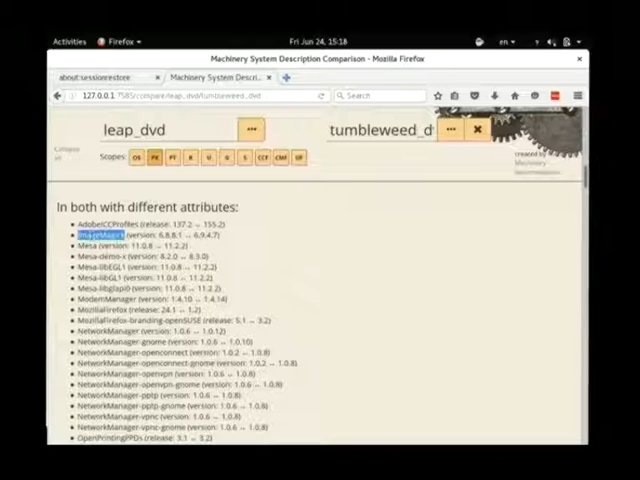 Activities Firefox Fri Jun 24, 15:18 en
Machinery System Description Comparison - Mozilla Firefox
about:sessionrestore × Machinery System Descri... ×
127.0.0.1:7585/compare/leap_dvd/tumbleweed_dvd Search
leap_dvd ... tumbleweed_d ...
Scopes: OS PK PT R U G S CCF CMF UF
created by
Machinery
In both with different attributes:
AdobeICCProfiles (release: 137.2 ↔ 155.2)
ImageMagick (version: 6.8.8.1 ↔ 6.9.4.7)
Mesa (version: 11.0.8 ↔ 11.2.2)
Mesa-demo-x (version: 8.2.0 ↔ 8.3.0)
Mesa-libEGL1 (version: 11.0.8 ↔ 11.2.2)
Mesa-libGL1 (version: 11.0.8 ↔ 11.2.2)
Mesa-libglapi0 (version: 11.0.8 ↔ 11.2.2)
ModemManager (version: 1.4.10 ↔ 1.4.14)
MozillaFirefox (release: 24.1 ↔ 1.2)
MozillaFirefox-branding-openSUSE (release: 5.1 ↔ 3.2)
NetworkManager (version: 1.0.6 ↔ 1.0.12)
NetworkManager-gnome (version: 1.0.6 ↔ 1.0.10)
NetworkManager-openconnect (version: 1.0.2 ↔ 1.0.8)
NetworkManager-openconnect-gnome (version: 1.0.2 ↔ 1.0.8)
NetworkManager-openvpn (version: 1.0.6 ↔ 1.0.8)
NetworkManager-openvpn-gnome (version: 1.0.6 ↔ 1.0.8)
NetworkManager-pptp (version: 1.0.6 ↔ 1.0.8)
NetworkManager-pptp-gnome (version: 1.0.6 ↔ 1.0.8)
NetworkManager-vpnc (version: 1.0.6 ↔ 1.0.8)
NetworkManager-vpnc-gnome (version: 1.0.6 ↔ 1.0.8)
OpenPrintingPPDs (release: 3.1 ↔ 3.2)